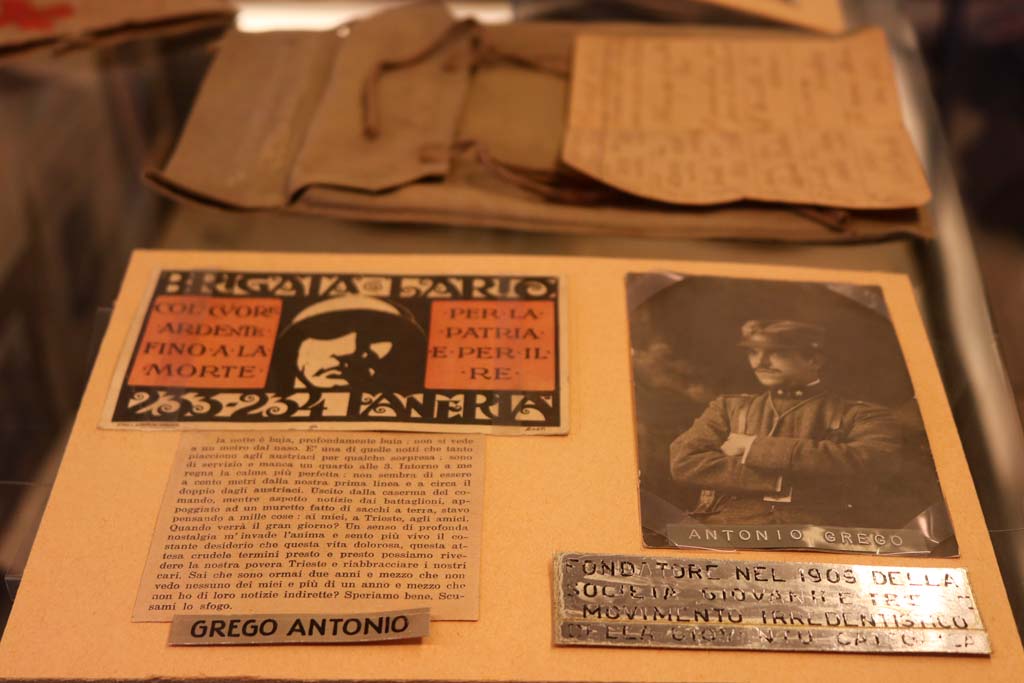 BRIGATA LARIO
COL CUORE
ARDENTE
FINO A LA
MORTE
PER LA
PATRIA
E PER IL
RE
233-234 FANTERIA
la notte è buia, profondamente buia; non si vede
a un metro dal naso. E' una di quelle notti che tanto
piacciono agli austriaci per qualche sorpresa; sono
di servizio e manca un quarto alle 3. Intorno a me
regna la calma più perfetta; non sembra di essere
a cento metri dalla nostra prima linea e a circa il
doppio dagli austriaci. Uscito dalla caserma del co-
mando, mentre aspetto notizie dai battaglioni, ap-
poggiato ad un muretto fatto di sacchi a terra, stavo
pensando a mille cose: ai miei, a Trieste, agli amici.
Quando verrà il gran giorno? Un senso di profonda
nostalgia m'invade l'anima e sento più vivo il co-
stante desiderio che questa vita dolorosa, questa at-
tesa crudele termini presto e presto possiamo rive-
dere la nostra povera Trieste e riabbracciare i nostri
cari. Sai che sono ormai due anni e mezzo che non
vedo nessuno dei miei e più di un anno e mezzo che
non ho di loro notizie indirette? Speriamo bene. Scu-
sami lo sfogo.
GREGO ANTONIO
ANTONIO GREGO
FONDATORE NEL 1909 DELLA
SOCIETÀ GIOVANILE
MOVIMENTO IRREDENTISTICO
DELLA GIOVENTÙ CATTOLICA